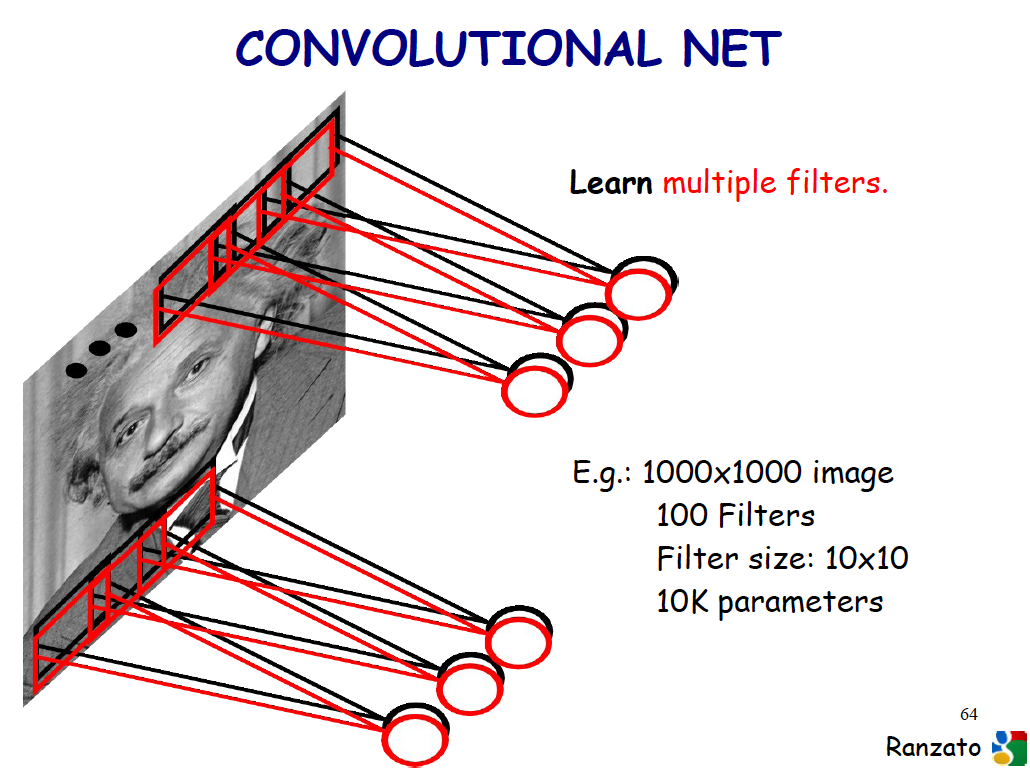 CONVOLUTIONAL NET
Learn multiple filters.
E.g.: 1000x1000 image
100 Filters
Filter size: 10x10
10K parameters
64
Ranzato